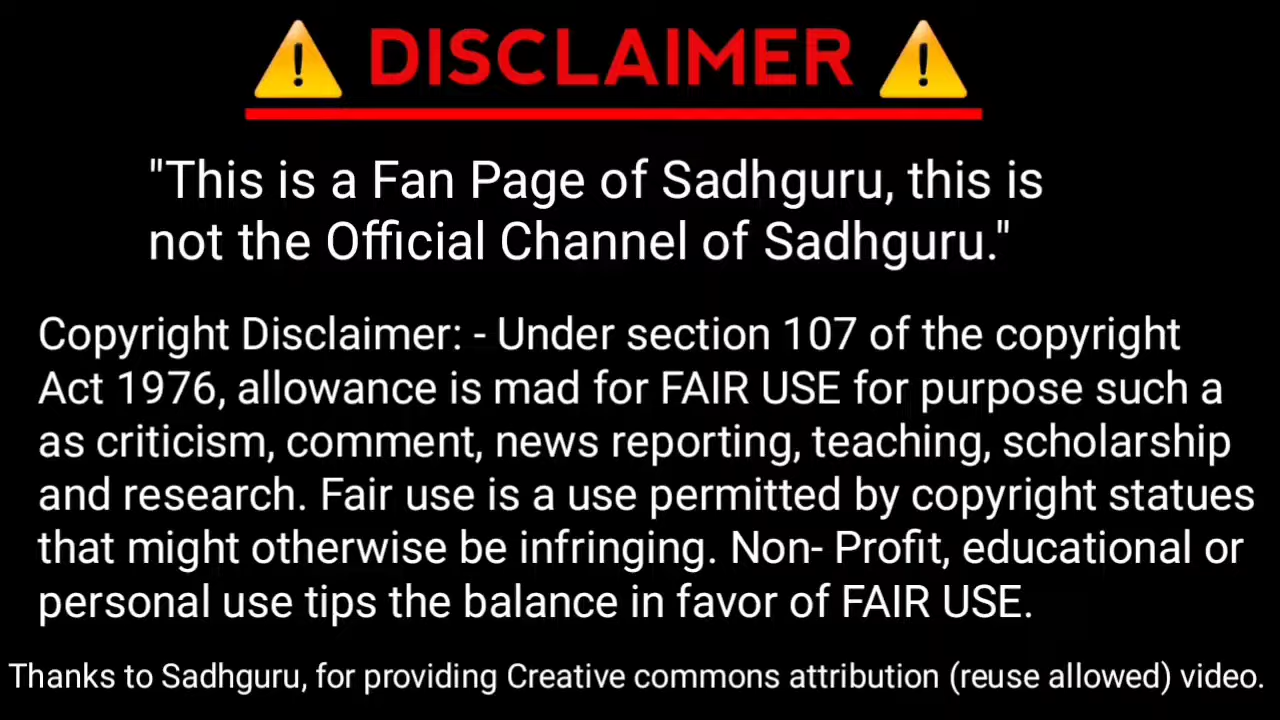 ⚠ DISCLAIMER ⚠
"This is a Fan Page of Sadhguru, this is
not the Official Channel of Sadhguru."
Copyright Disclaimer: - Under section 107 of the copyright
Act 1976, allowance is mad for FAIR USE for purpose such a
as criticism, comment, news reporting, teaching, scholarship
and research. Fair use is a use permitted by copyright statues
that might otherwise be infringing. Non- Profit, educational or
personal use tips the balance in favor of FAIR USE.
Thanks to Sadhguru, for providing Creative commons attribution (reuse allowed) video.